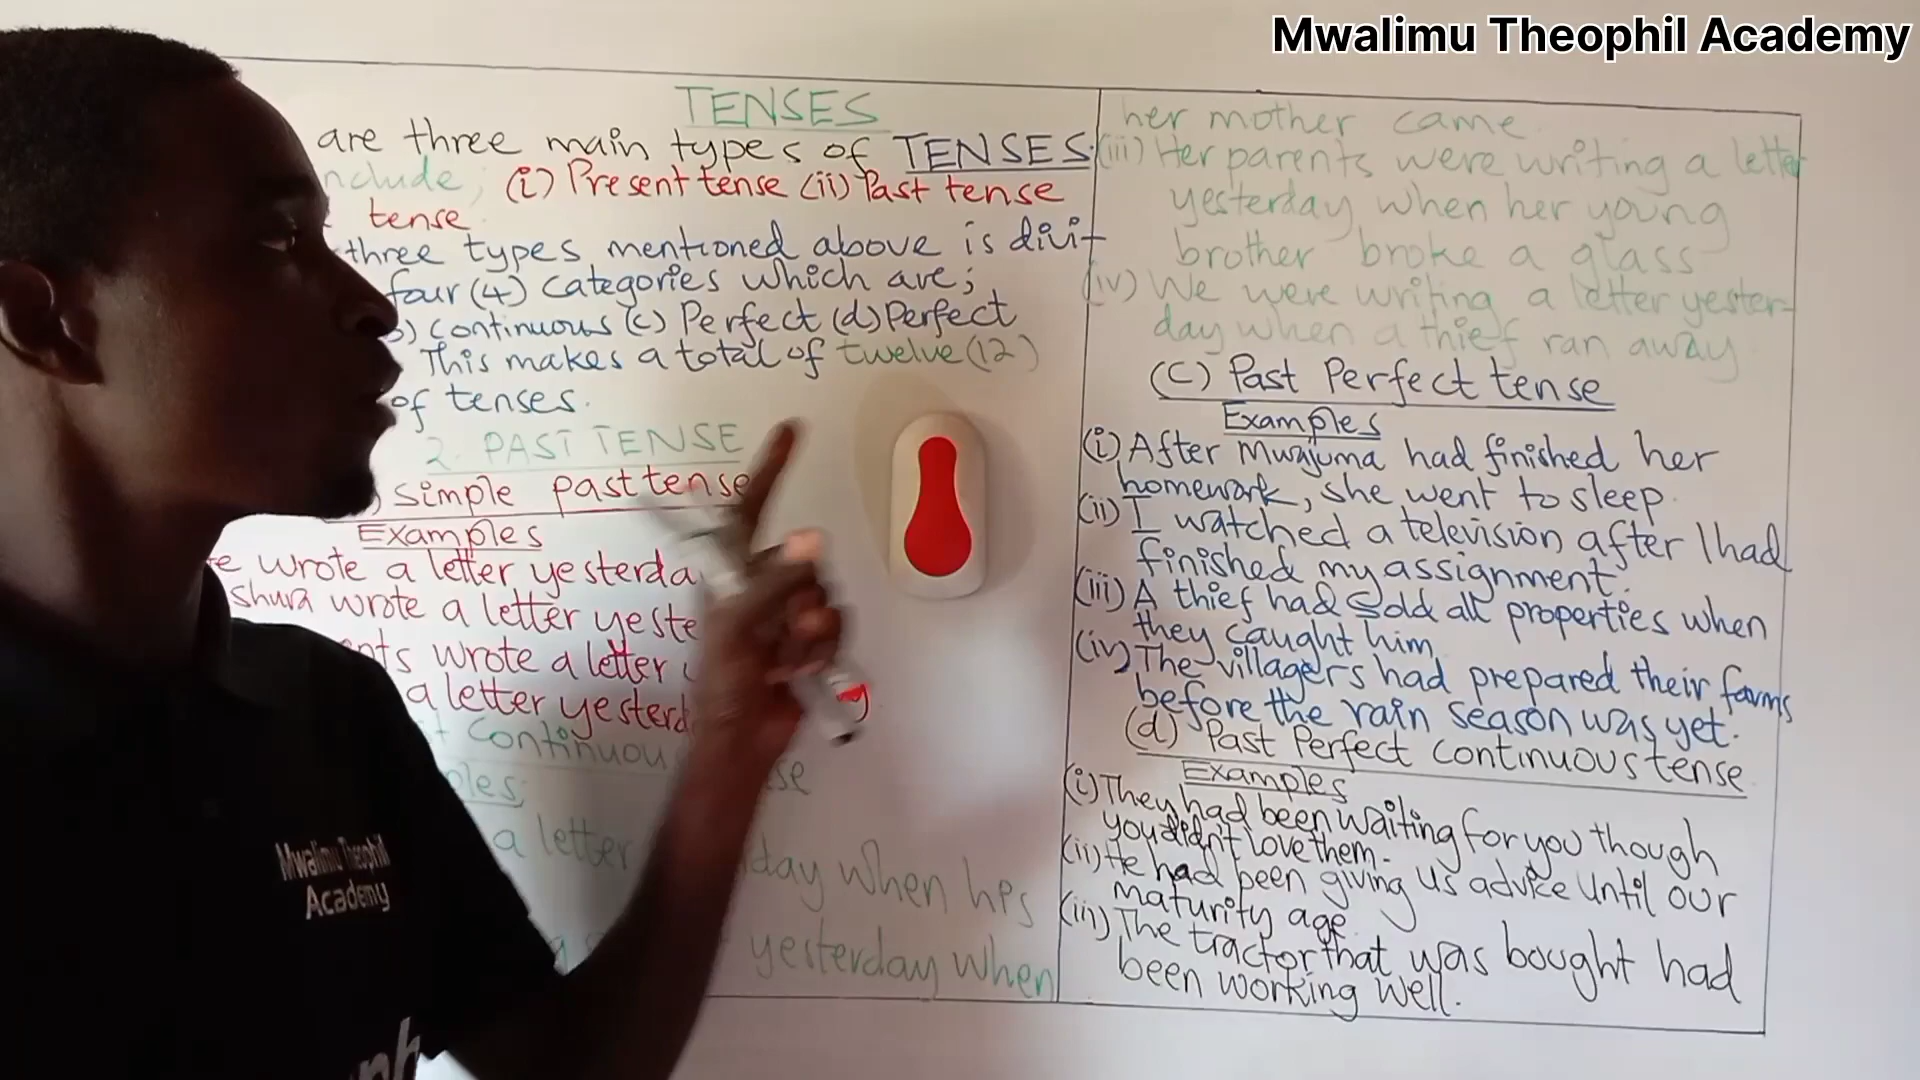 Mwalimu Theophil Academy
TENSES
are three main types of TENSES
nclude; (i) Present tense (ii) Past tense
tense.
three types mentioned above is divi-
four (4) categories which are;
b) continuous (c) Perfect (d) Perfect
This makes a total of twelve (12)
of tenses.
2. PAST TENSE
) simple past tense
Examples
e wrote a letter yesterda
shura wrote a letter yeste
nts wrote a letter
a letter yesterd
t continuou se
ples;
a letter day when his
yesterday when
her mother came.
(iii) Her parents were writing a letter
yesterday when her young
brother broke a glass
(iv) We were writing a letter yester-
day when a thief ran away.
(C) Past Perfect tense
Examples
(i) After Mwajuma had finished her
homework, she went to sleep.
(ii) I watched a television after I had
finished my assignment.
(iii) A thief had sold all properties when
they caught him.
(iv) The villagers had prepared their farms
before the rain season was yet.
(d) Past Perfect continuous tense
Examples
(i) They had been waiting for you though
you didn't love them.
(ii) He had been giving us advice until our
maturity age.
(iii) The tractor that was bought had
been working well.
Mwalimu Theophil
Academy